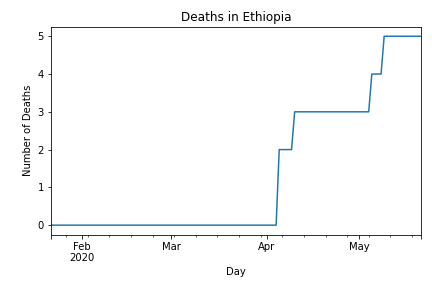 Deaths in Ethiopia
Number of Deaths
5
4
3
2
1
0
Feb
2020
Mar
Apr
May
Day